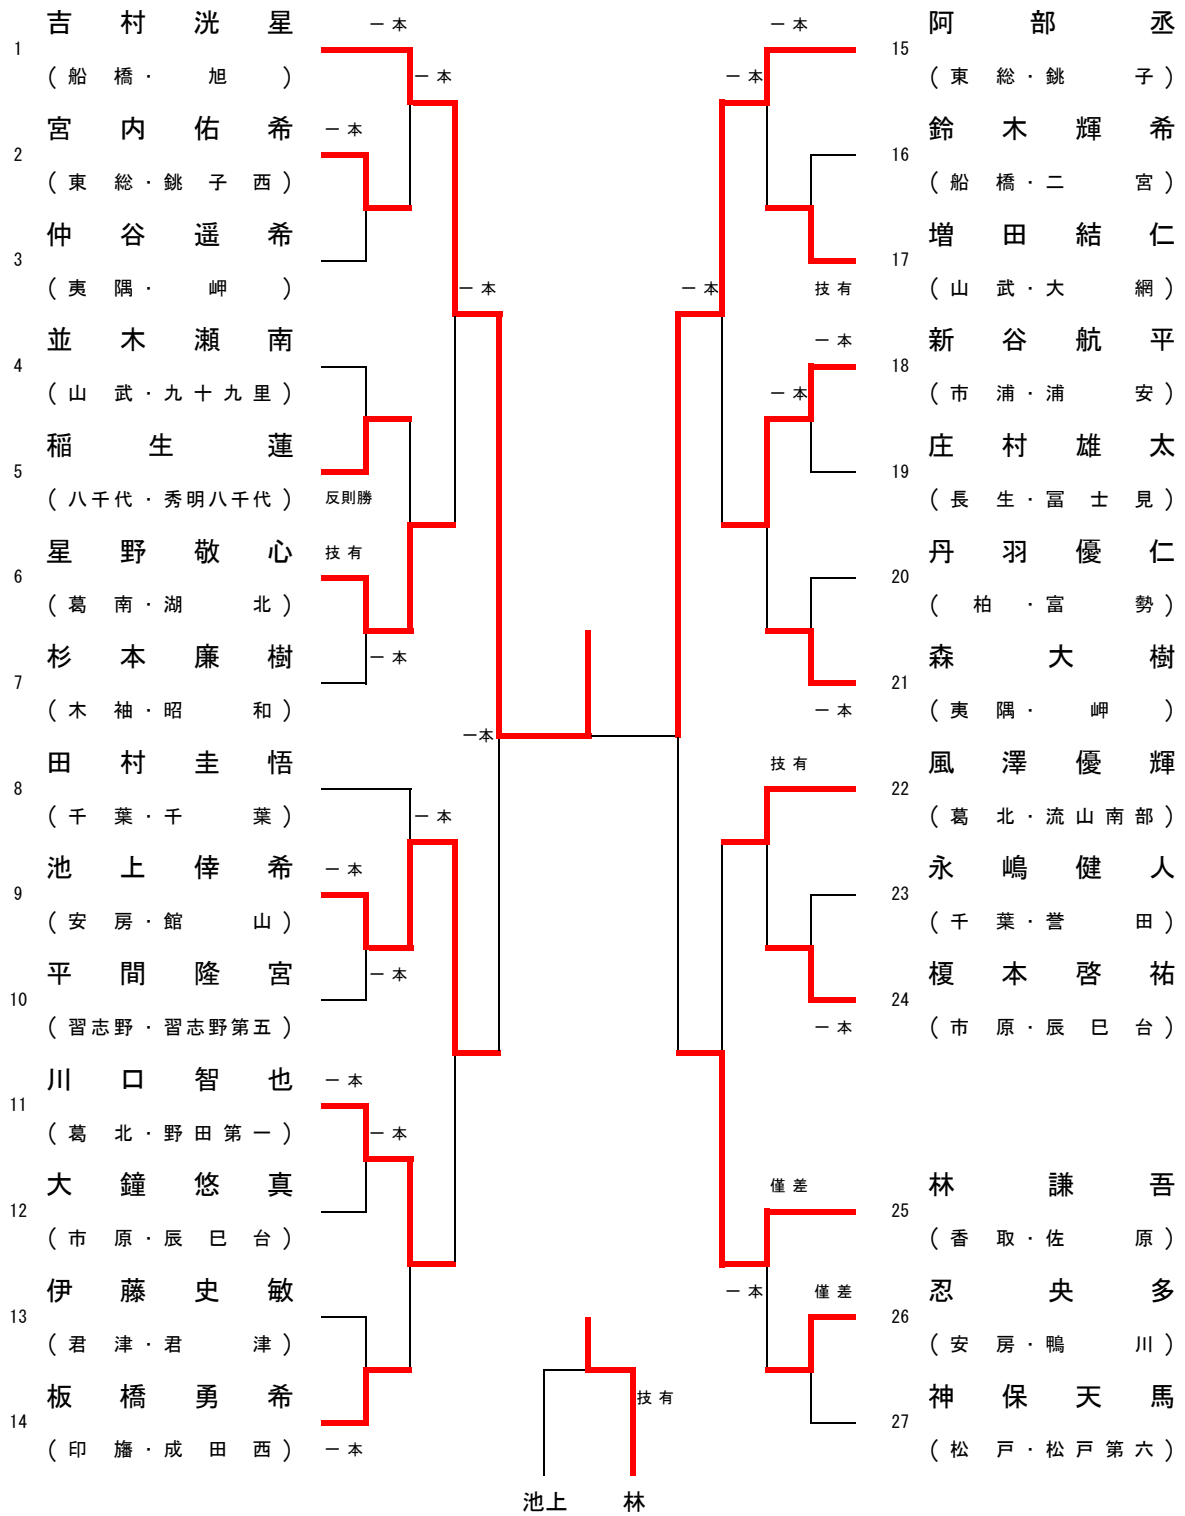 吉村洸星
一本
1
(船橋・旭)
一本
宮内佑希
一本
2
(東総・銚子西)
仲谷遥希
3
(夷隅・岬)
一本
並木瀬南
4
(山武・九十九里)
稲生蓮
5
(八千代・秀明八千代)
反則勝
星野敬心
技有
6
(葛南・湖北)
杉本廉樹
一本
7
(木袖・昭和)
一本
田村圭悟
8
(千葉・千葉)
一本
池上倖希
一本
9
(安房・館山)
平間隆宮
一本
10
(習志野・習志野第五)
川口智也
一本
11
(葛北・野田第一)
一本
大鐘悠真
12
(市原・辰巳台)
伊藤史敏
13
(君津・君津)
板橋勇希
14
(印旛・成田西)
一本
阿部丞
一本
15
(東総・銚子)
一本
鈴木輝希
16
(船橋・二宮)
増田結仁
17
(山武・大網)
技有
一本
新谷航平
一本
18
(市浦・浦安)
一本
庄村雄太
19
(長生・冨士見)
丹羽優仁
20
(柏・富勢)
森大樹
21
(夷隅・岬)
一本
風澤優輝
技有
22
(葛北・流山南部)
永嶋健人
23
(千葉・誉田)
榎本啓祐
24
(市原・辰巳台)
一本
林謙吾
僅差
25
(香取・佐原)
一本
忍央多
僅差
26
(安房・鴨川)
神保天馬
27
(松戸・松戸第六)
技有
池上 林